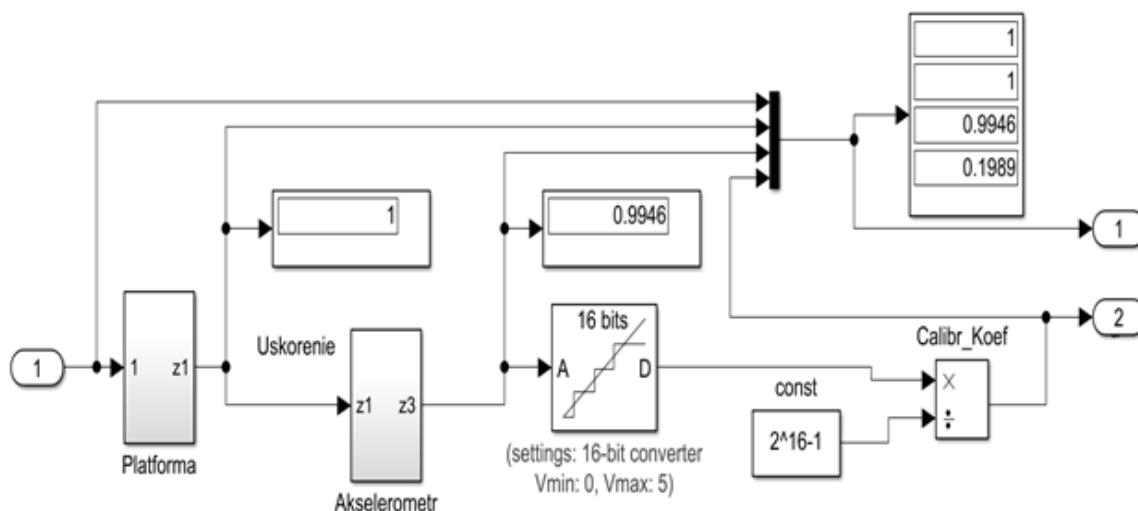 1
1
0.9946
0.1989
1
0.9946
1
2
16 bits
A D
Calibr_Koef
Uskorenie
1
1 z1
z1 z3
const
X
÷
2^16-1
Platforma
(settings: 16-bit converter
Vmin: 0, Vmax: 5)
Akselerometr